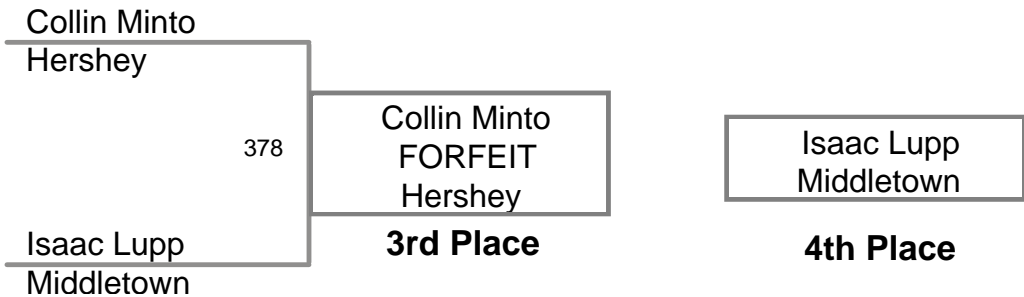 Collin Minto
Hershey
378
Isaac Lupp
Middletown
Collin Minto
FORFEIT
Hershey
3rd Place
Isaac Lupp
Middletown
4th Place